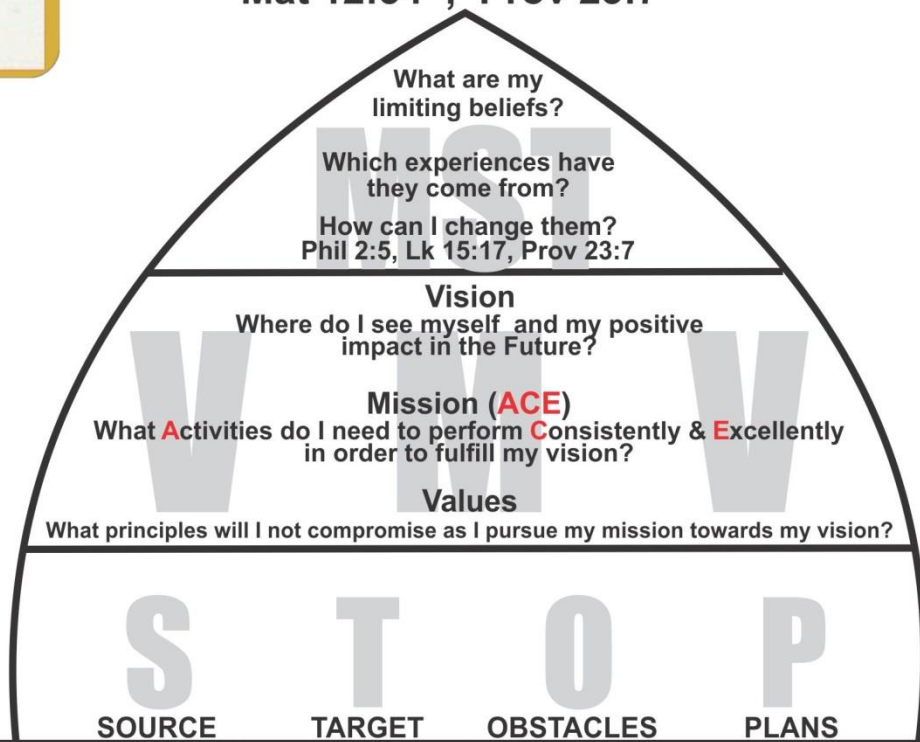 What are my
limiting beliefs?
MST
Which experiences have
they come from?
How can I change them?
Phil 2:5, Lk 15:17, Prov 23:7
Vision
Where do I see myself and my positive
impact in the Future?
V M V
Mission (ACE)
What Activities do I need to perform Consistently & Excellently
in order to fulfill my vision?
Values
What principles will I not compromise as I pursue my mission towards my vision?
S T O P
SOURCE TARGET OBSTACLES PLANS